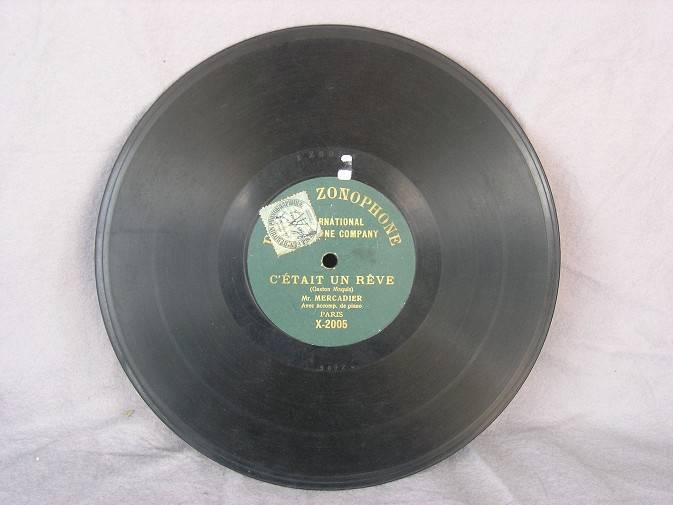 ZONOPHONE
RNATIONAL
ONE COMPANY
C'ÉTAIT UN RÊVE
(Gaston Maquis)
Mr. MERCADIER
Avec accomp. de piano
PARIS
X-2005